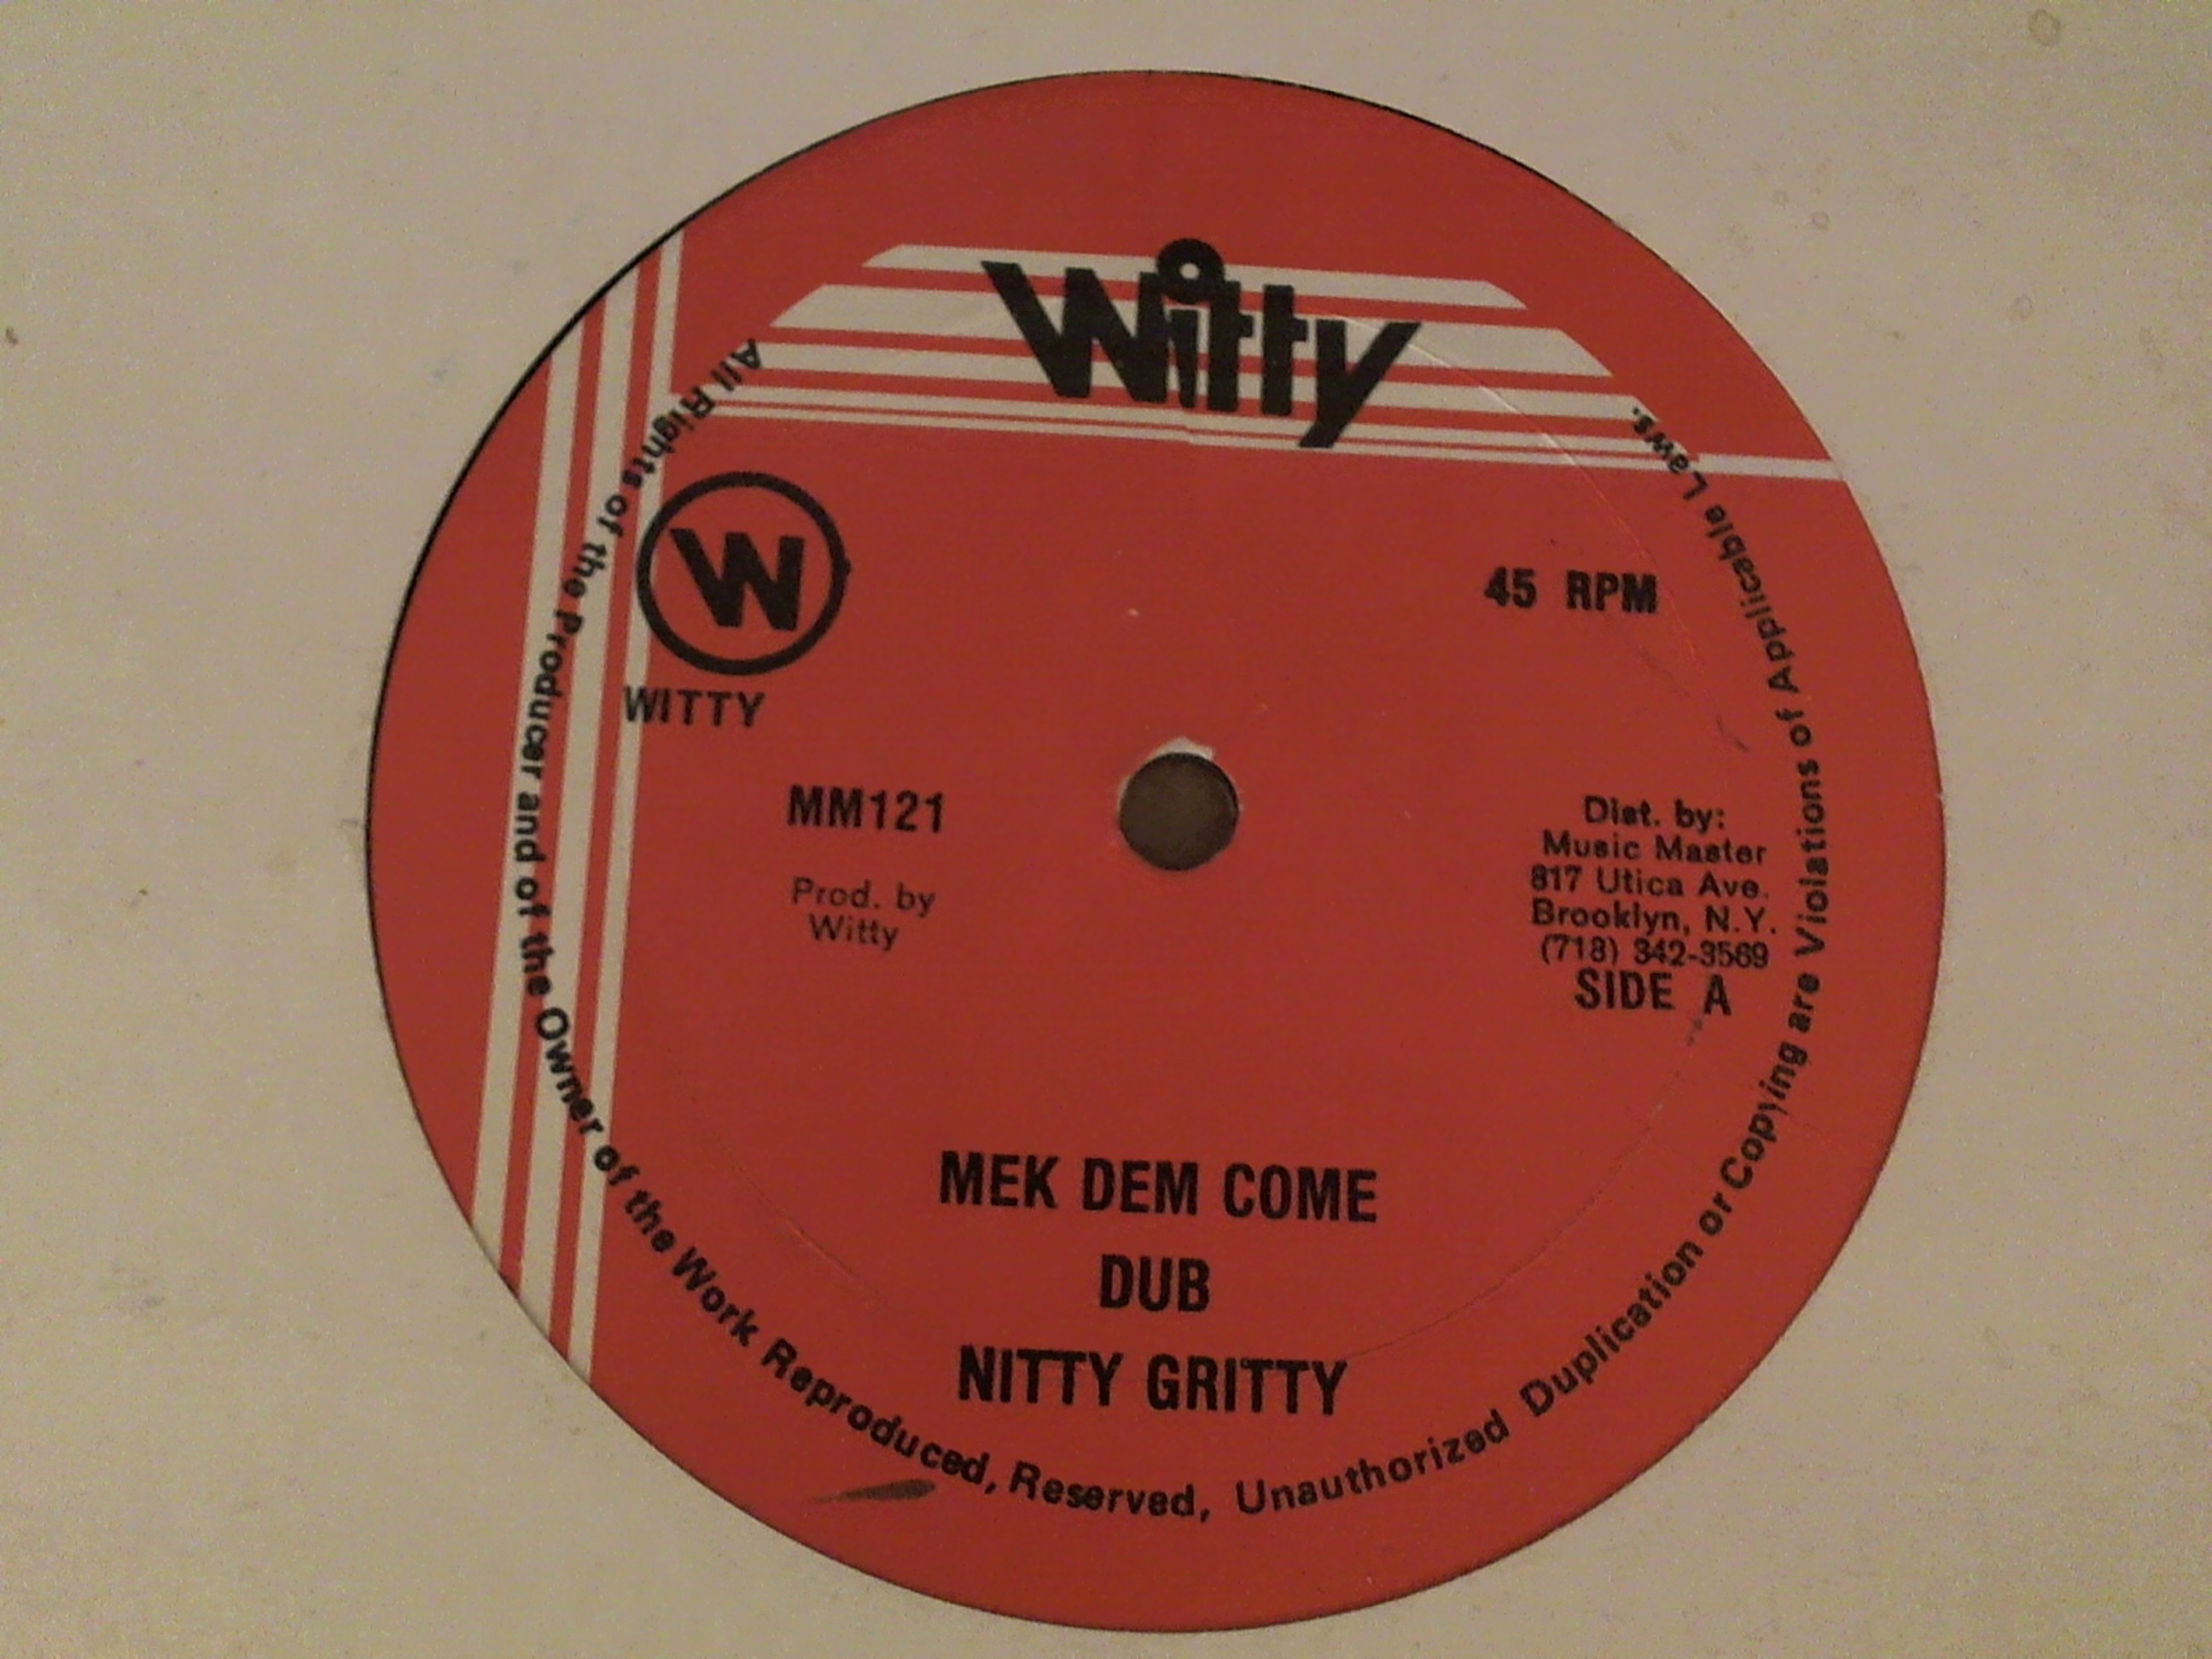 Witty
W
WITTY
45 RPM
MM121
Prod. by
Witty
Dist. by:
Music Master
817 Utica Ave.
Brooklyn, N.Y.
(718) 342-3569
SIDE A
MEK DEM COME
DUB
NITTY GRITTY
All Rights of the Producer and of the Owner of the Work Reproduced, Reserved, Unauthorized Duplication or Copying are Violations of Applicable Laws.